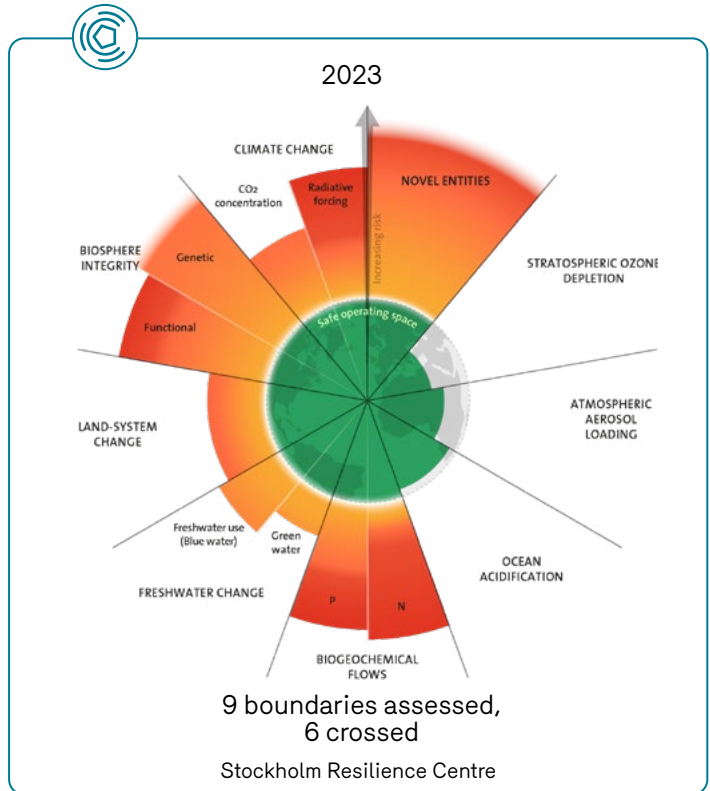 2023
CLIMATE CHANGE
CO2
concentration
Radiative
forcing
NOVEL ENTITIES
Increasing risk
BIOSPHERE
INTEGRITY
Genetic
STRATOSPHERIC OZONE
DEPLETION
Functional
Safe operating space
LAND-SYSTEM
CHANGE
ATMOSPHERIC
AEROSOL
LOADING
Freshwater use
(Blue water)
Green
water
FRESHWATER CHANGE
P
N
OCEAN
ACIDIFICATION
BIOGEOCHEMICAL
FLOWS
9 boundaries assessed,
6 crossed
Stockholm Resilience Centre